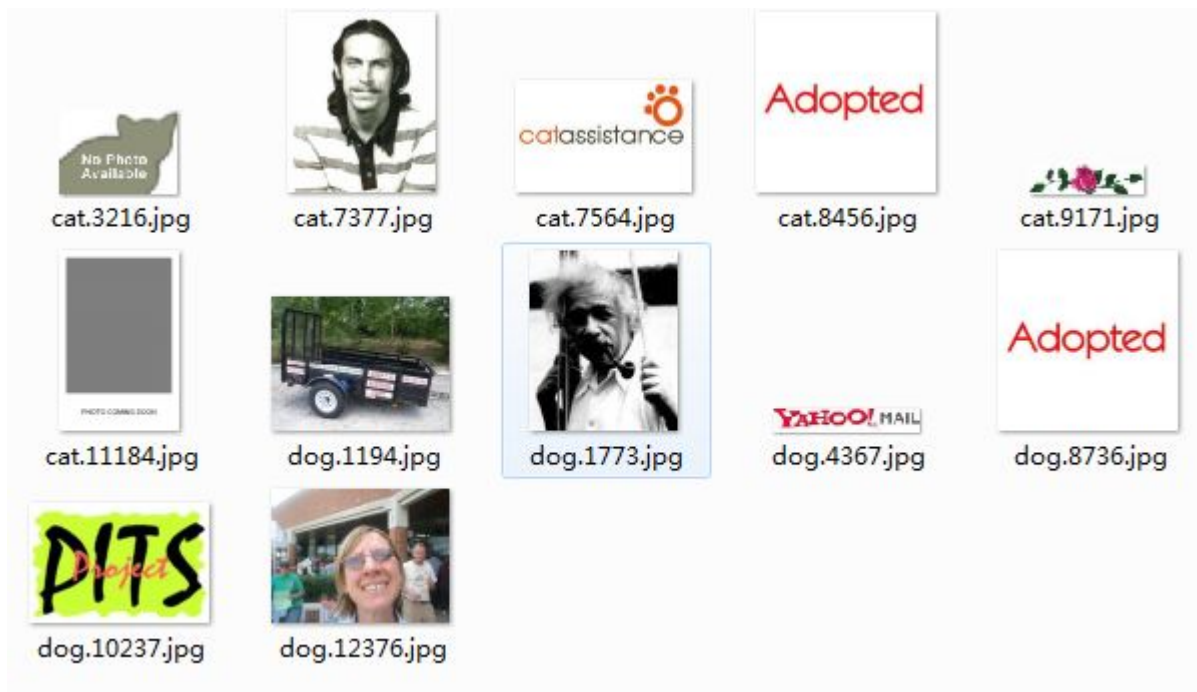 No Photo
Available
catassistance
Adopted
cat.3216.jpg
cat.7377.jpg
cat.7564.jpg
cat.8456.jpg
cat.9171.jpg
PHOTO COMING SOON
YAHOO! MAIL
Adopted
cat.11184.jpg
dog.1194.jpg
dog.1773.jpg
dog.4367.jpg
dog.8736.jpg
PITS
Project
dog.10237.jpg
dog.12376.jpg